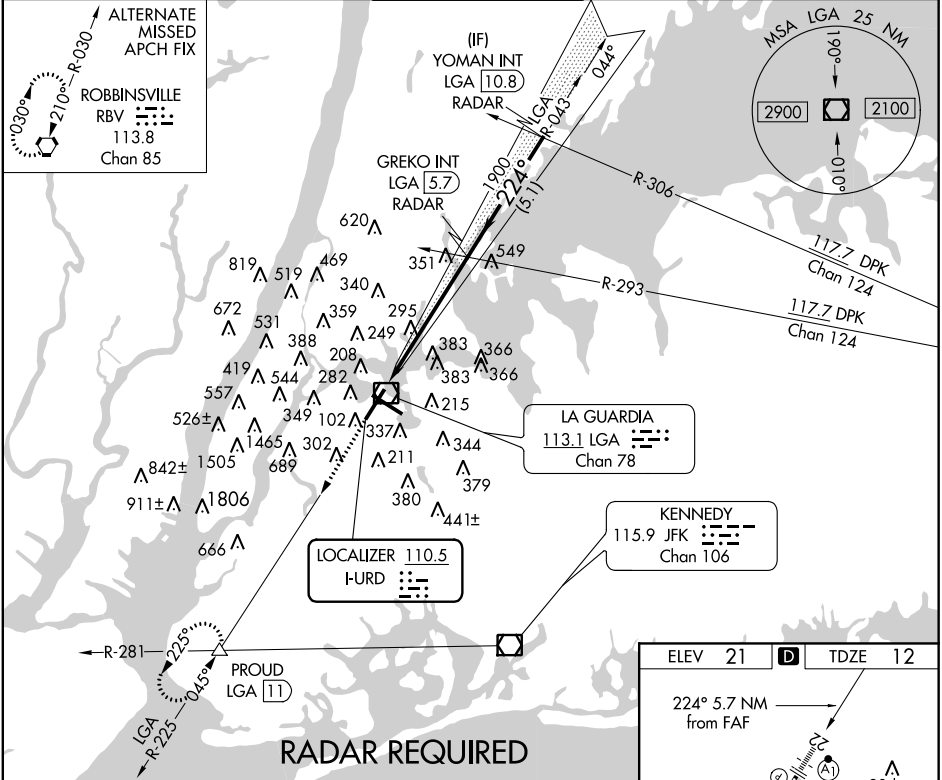 ALTERNATE
MISSED
APCH FIX
R-030
030°
210°
ROBBINSVILLE
RBV
113.8
Chan 85
(IF)
YOMAN INT
LGA 10.8
RADAR
044°
LGA
R-043
MSA LGA 25 NM
190°
2900
2100
010°
GREKO INT
LGA 5.7
RADAR
1900
224°
(5.1)
R-306
117.7 DPK
Chan 124
R-293
117.7 DPK
Chan 124
620
351
549
819
519
469
340
672
531
359
295
249
388
383
366
208
383
366
419
544
282
557
349
102
215
526±
337
1465
302
344
1505
689
211
842±
379
911±
1806
380
441±
666
LA GUARDIA
113.1 LGA
Chan 78
KENNEDY
115.9 JFK
Chan 106
LOCALIZER 110.5
I-URD
R-281
225°
045°
PROUD
LGA 11
LGA
R-225
RADAR REQUIRED
ELEV 21 D TDZE 12
224° 5.7 NM
from FAF
22
A1